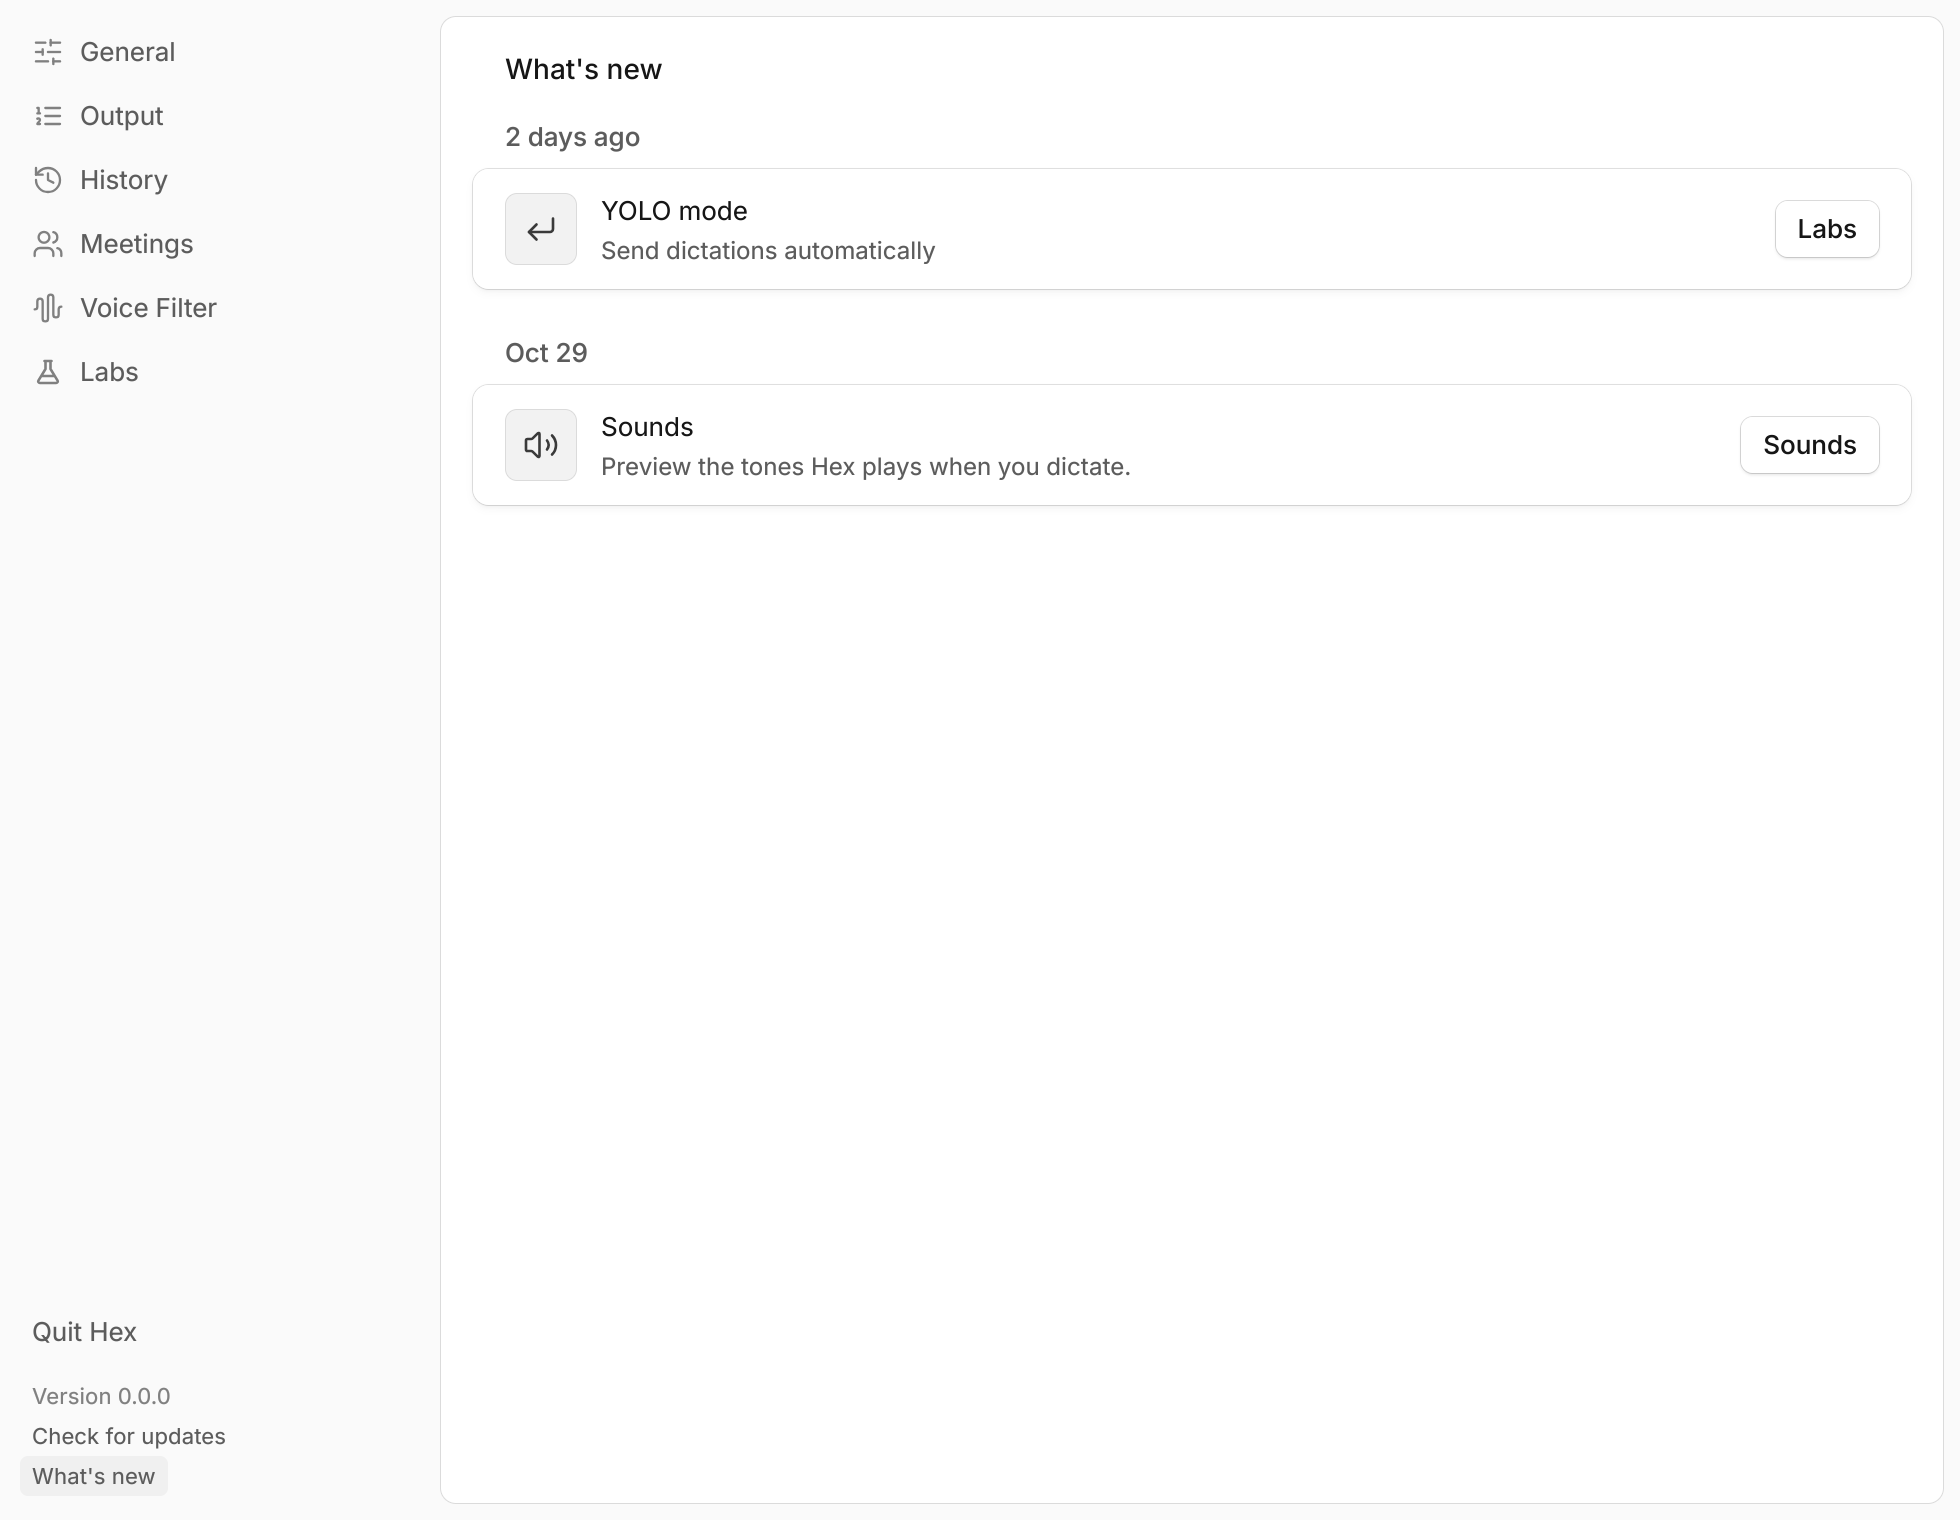 General
Output
History
Meetings
Voice Filter
Labs
Quit Hex
Version 0.0.0
Check for updates
What's new
What's new
2 days ago
YOLO mode
Send dictations automatically
Labs
Oct 29
Sounds
Preview the tones Hex plays when you dictate.
Sounds